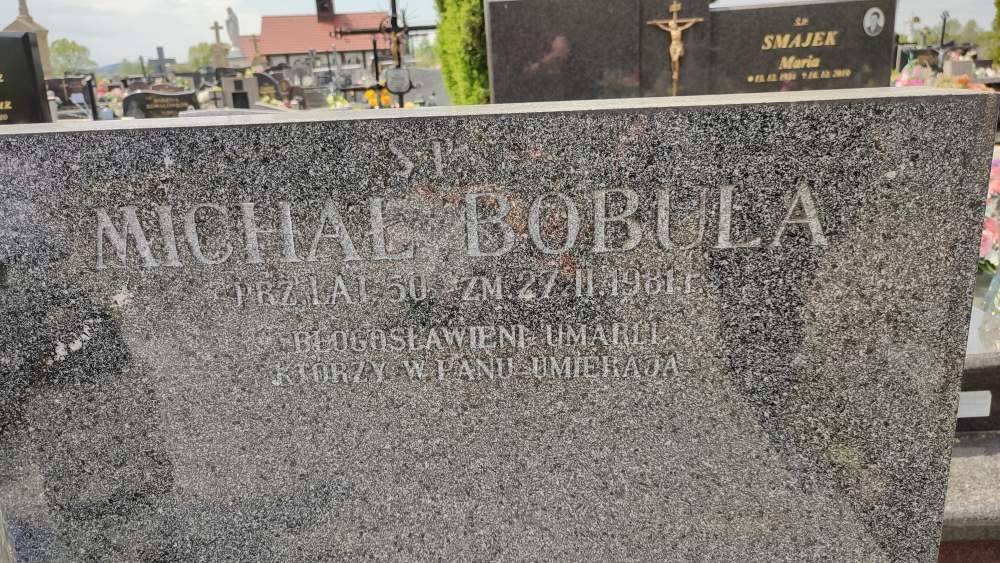 Ś.P.
SMAJEK
Maria
Ś P
MICHAŁ BOBULA
PRZ. LAT 50 ZM. 27 II 1981 r
BŁOGOSŁAWIENI UMARLI
KTÓRZY W PANU UMIERAJĄ